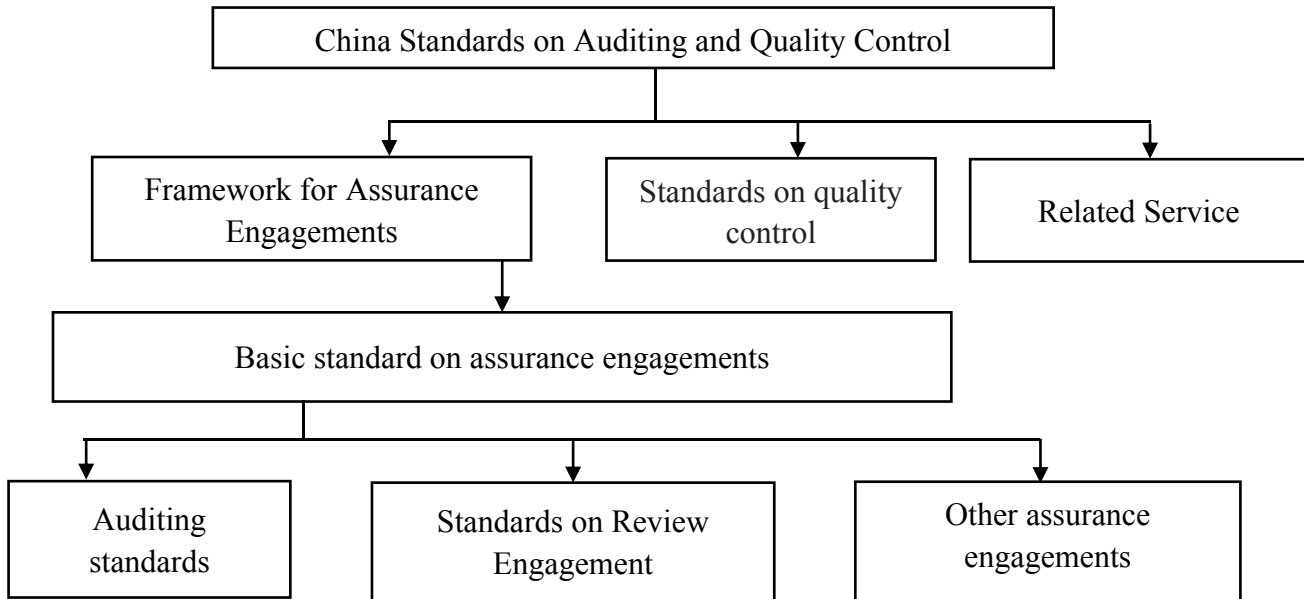 China Standards on Auditing and Quality Control
Framework for Assurance
Engagements
Standards on quality
control
Related Service
Basic standard on assurance engagements
Auditing
standards
Standards on Review
Engagement
Other assurance
engagements